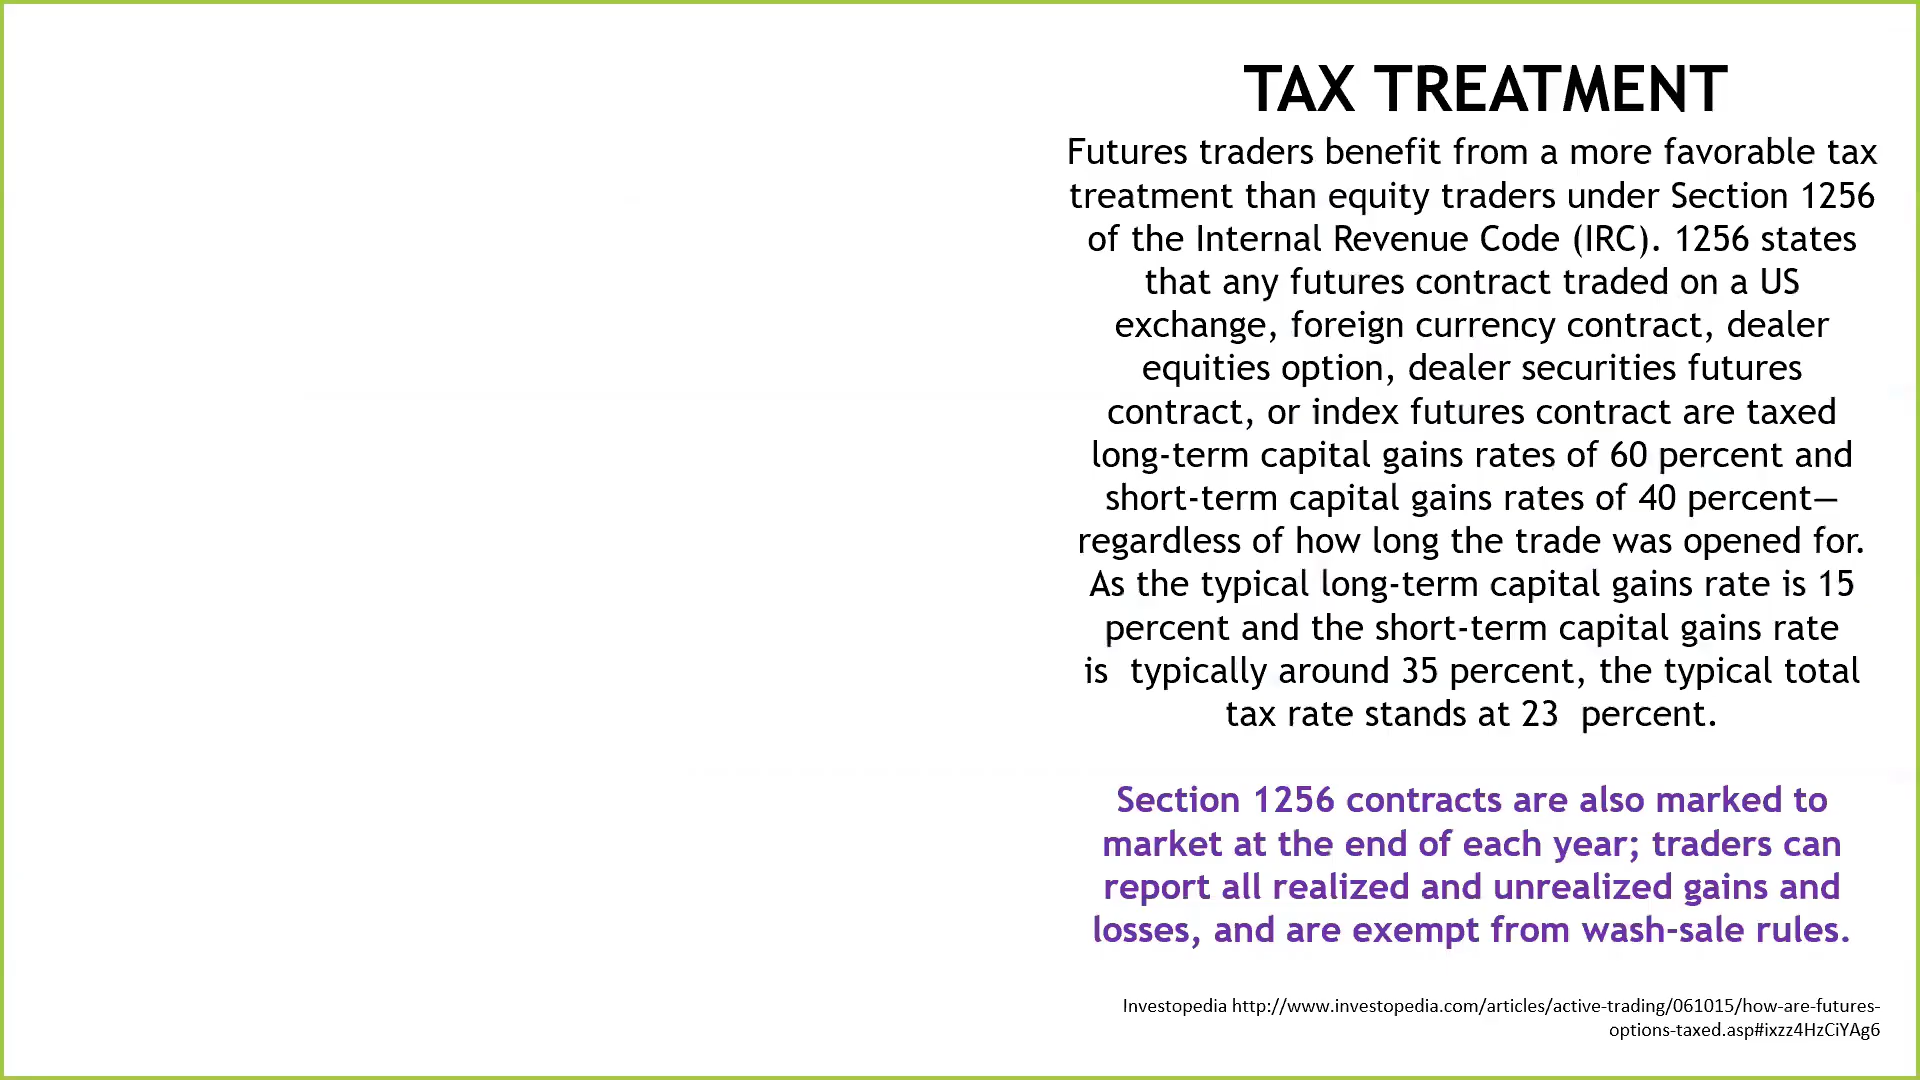 TAX TREATMENT
Futures traders benefit from a more favorable tax
treatment than equity traders under Section 1256
of the Internal Revenue Code (IRC). 1256 states
that any futures contract traded on a US
exchange, foreign currency contract, dealer
equities option, dealer securities futures
contract, or index futures contract are taxed
long-term capital gains rates of 60 percent and
short-term capital gains rates of 40 percent—
regardless of how long the trade was opened for.
As the typical long-term capital gains rate is 15
percent and the short-term capital gains rate
is  typically around 35 percent, the typical total
tax rate stands at 23  percent.
Section 1256 contracts are also marked to
market at the end of each year; traders can
report all realized and unrealized gains and
losses, and are exempt from wash-sale rules.
Investopedia http://www.investopedia.com/articles/active-trading/061015/how-are-futures-
options-taxed.asp#ixzz4HzCiYAg6